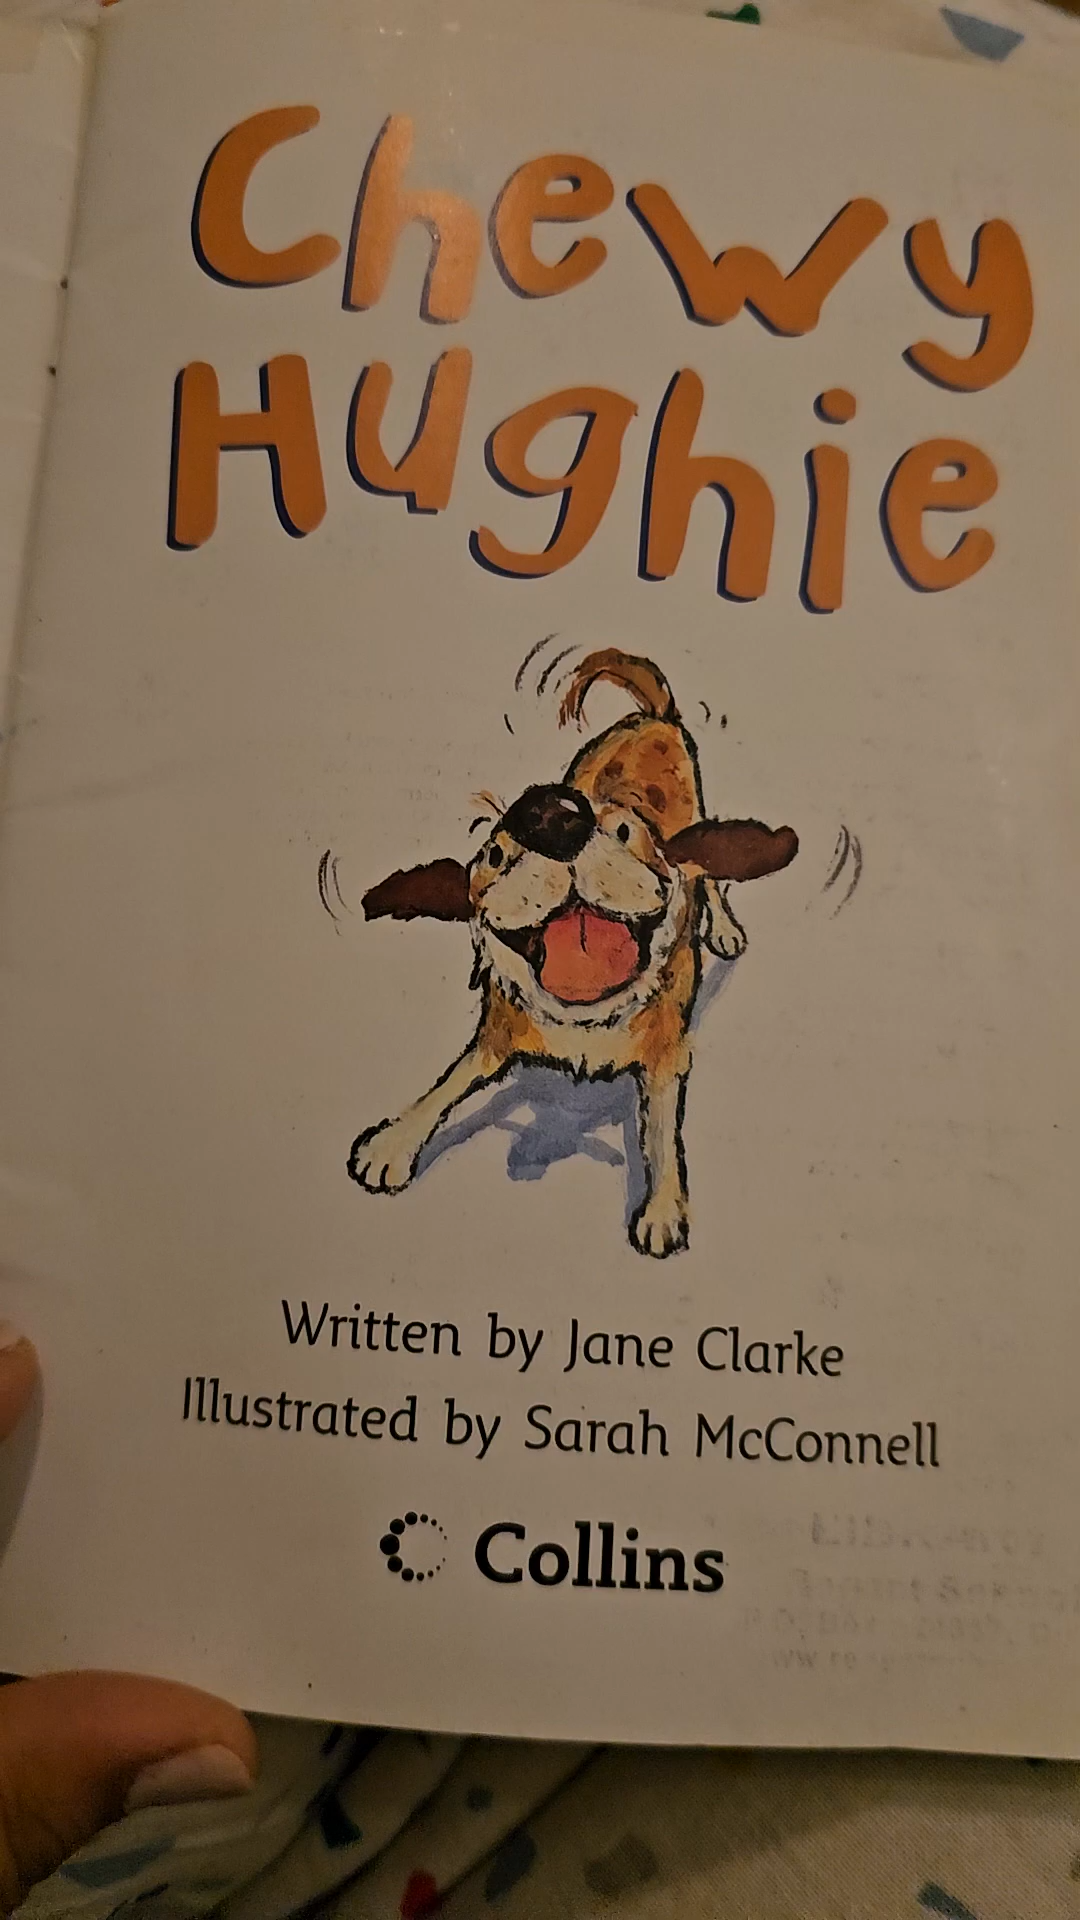 Chewy
Hughie
Written by Jane Clarke
Illustrated by Sarah McConnell
Collins